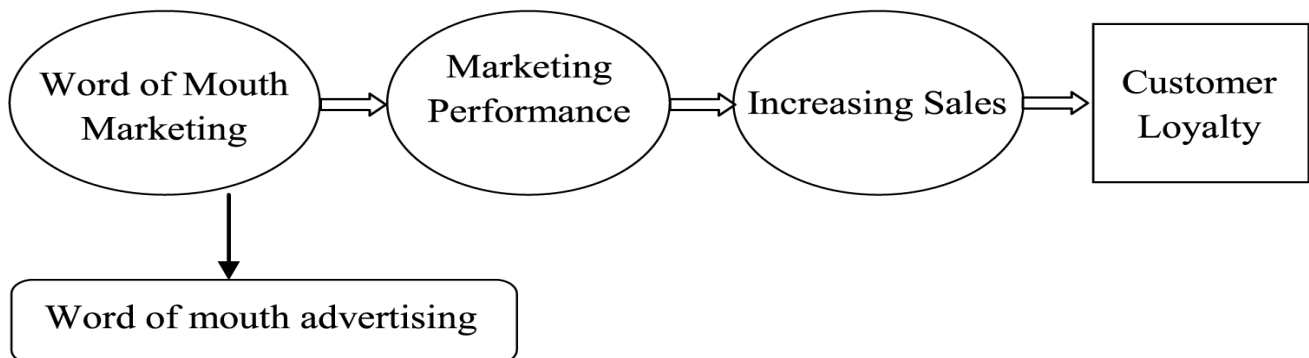 Word of Mouth
Marketing
Marketing
Performance
Increasing Sales
Customer
Loyalty
Word of mouth advertising